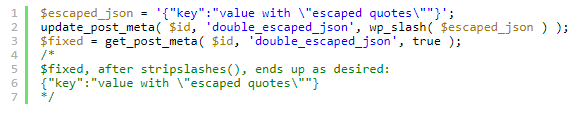 1 $escaped_json = '{"key":"value with \"escaped quotes\""}';
2 update_post_meta( $id, 'double_escaped_json', wp_slash( $escaped_json ) );
3 $fixed = get_post_meta( $id, 'double_escaped_json', true );
4 /*
5 $fixed, after stripslashes(), ends up as desired:
6 {"key":"value with \"escaped quotes\""}
7 */